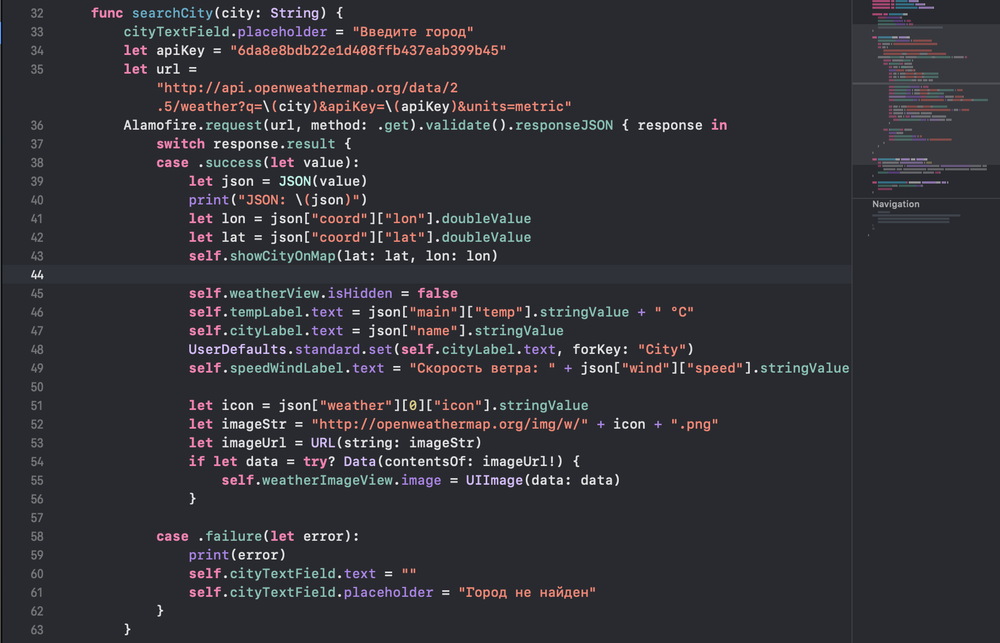 32 func searchCity(city: String) {
33 cityTextField.placeholder = "Введите город"
34 let apiKey = "6da8e8bdb22e1d408ffb437eab399b45"
35 let url =
"http://api.openweathermap.org/data/2
.5/weather?q=\(city)&apiKey=\(apiKey)&units=metric"
36 Alamofire.request(url, method: .get).validate().responseJSON { response in
37 switch response.result {
38 case .success(let value):
39 let json = JSON(value)
40 print("JSON: \(json)")
41 let lon = json["coord"]["lon"].doubleValue
42 let lat = json["coord"]["lat"].doubleValue
43 self.showCityOnMap(lat: lat, lon: lon)
44
45 self.weatherView.isHidden = false
46 self.tempLabel.text = json["main"]["temp"].stringValue + " °C"
47 self.cityLabel.text = json["name"].stringValue
48 UserDefaults.standard.set(self.cityLabel.text, forKey: "City")
49 self.speedWindLabel.text = "Скорость ветра: " + json["wind"]["speed"].stringValue
50
51 let icon = json["weather"][0]["icon"].stringValue
52 let imageStr = "http://openweathermap.org/img/w/" + icon + ".png"
53 let imageUrl = URL(string: imageStr)
54 if let data = try? Data(contentsOf: imageUrl!) {
55 self.weatherImageView.image = UIImage(data: data)
56 }
57
58 case .failure(let error):
59 print(error)
60 self.cityTextField.text = ""
61 self.cityTextField.placeholder = "Город не найден"
62 }
63 }
Navigation